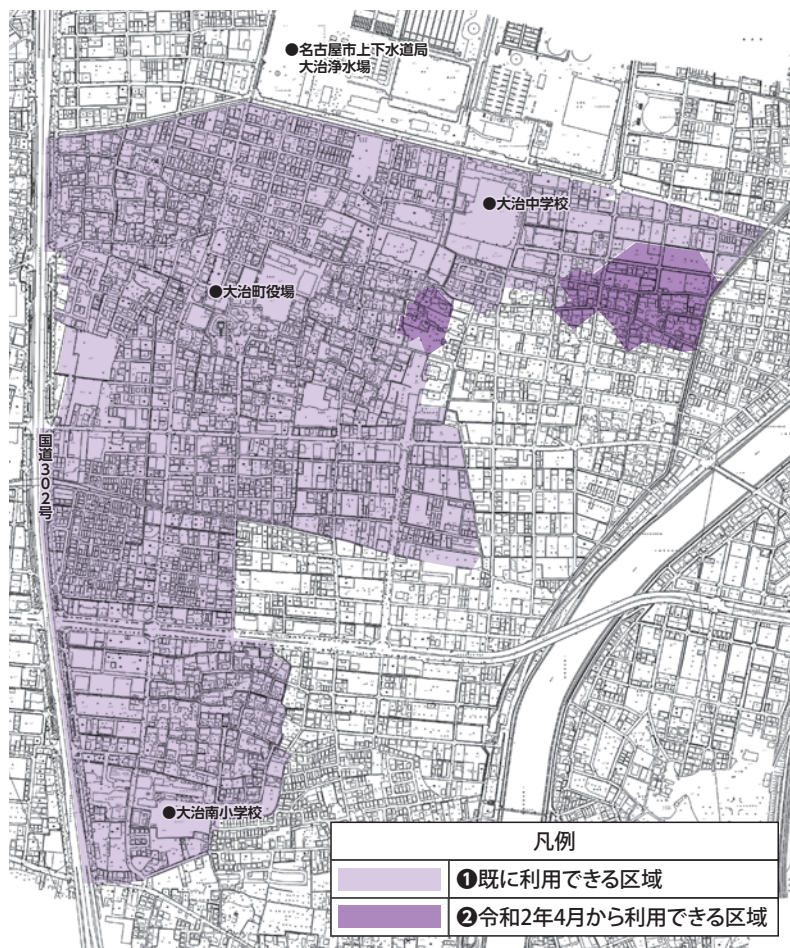 ●名古屋市上下水道局
大治浄水場
●大治中学校
●大治町役場
国道302号
●大治南小学校
凡例
❶既に利用できる区域
❷令和2年4月から利用できる区域